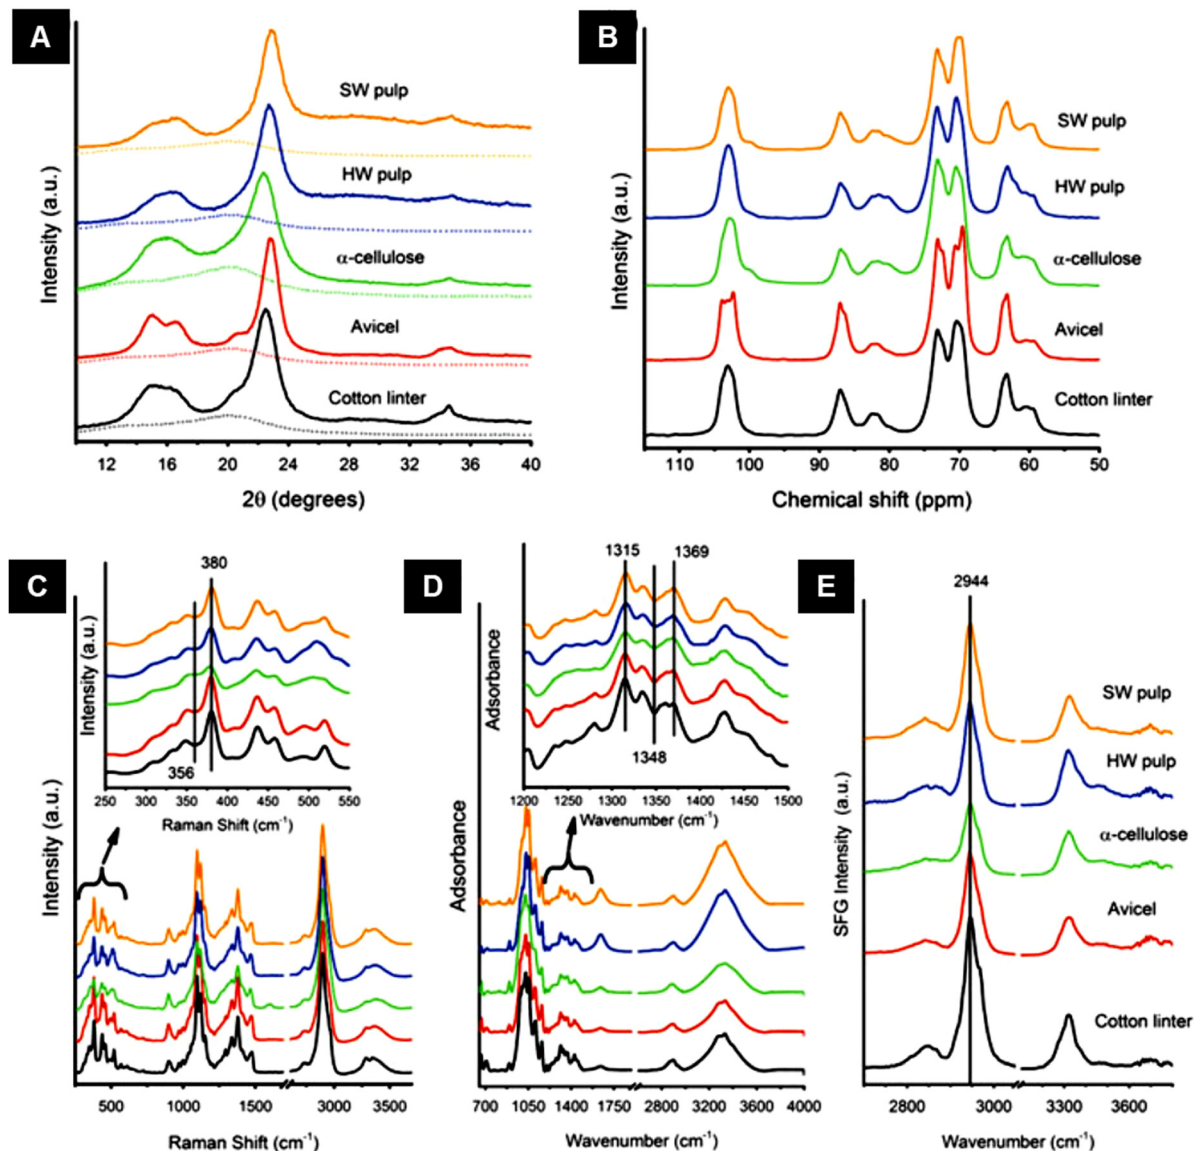 A
Intensity (a.u.)
SW pulp
HW pulp
α-cellulose
Avicel
Cotton linter
12 16 20 24 28 32 36 40
2θ (degrees)
B
Intensity (a.u.)
SW pulp
HW pulp
α-cellulose
Avicel
Cotton linter
110 100 90 80 70 60 50
Chemical shift (ppm)
C
380
Intensity (a.u.)
356
250 300 350 400 450 500 550
Raman Shift (cm⁻¹)
Intensity (a.u.)
500 1000 3000 3500
Raman Shift (cm⁻¹)
D
1315 1369
Adsorbance
1348
1200 1250 1300 1350 1400 1450 1500
Wavenumber (cm⁻¹)
Adsorbance
700 1050 1400 1750 2800 3200 3600 4000
Wavenumber (cm⁻¹)
E
2944
SFG Intensity (a.u.)
SW pulp
HW pulp
α-cellulose
Avicel
Cotton linter
2800 3000 3300 3600
Wavenumber (cm⁻¹)